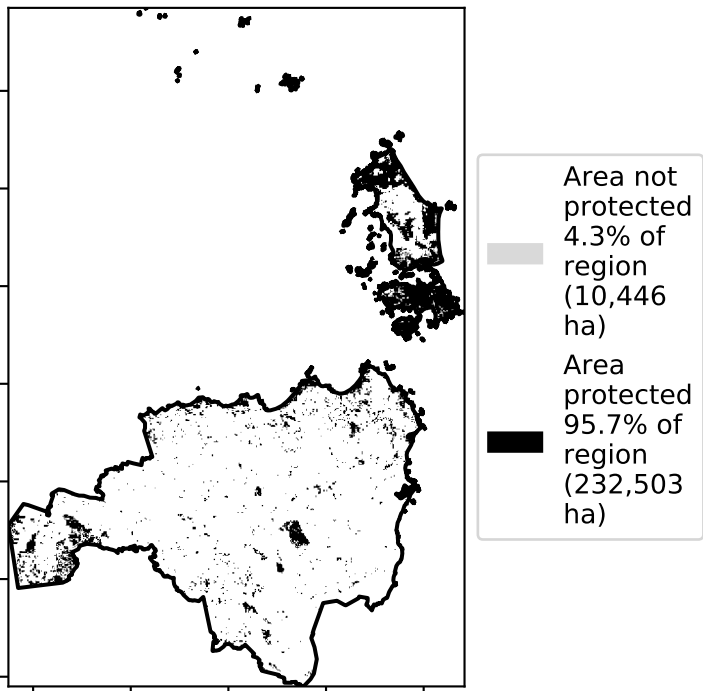 Area not
protected
4.3% of
region
(10,446
ha)
Area
protected
95.7% of
region
(232,503
ha)